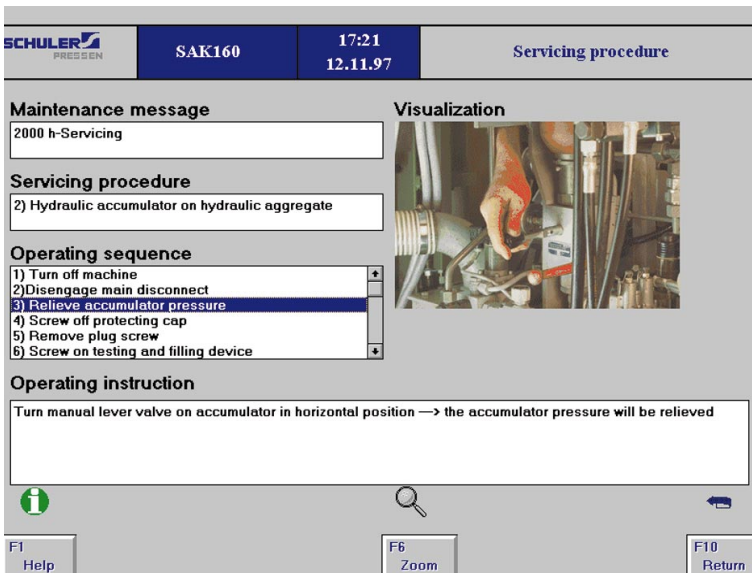 SCHULER
PRESSEN
SAK160
17:21
12.11.97
Servicing procedure
Maintenance message
2000 h-Servicing
Visualization
Servicing procedure
2) Hydraulic accumulator on hydraulic aggregate
Operating sequence
1) Turn off machine
2)Disengage main disconnect
3) Relieve accumulator pressure
4) Screw off protecting cap
5) Remove plug screw
6) Screw on testing and filling device
Operating instruction
Turn manual lever valve on accumulator in horizontal position —> the accumulator pressure will be relieved
F1
Help
F6
Zoom
F10
Return